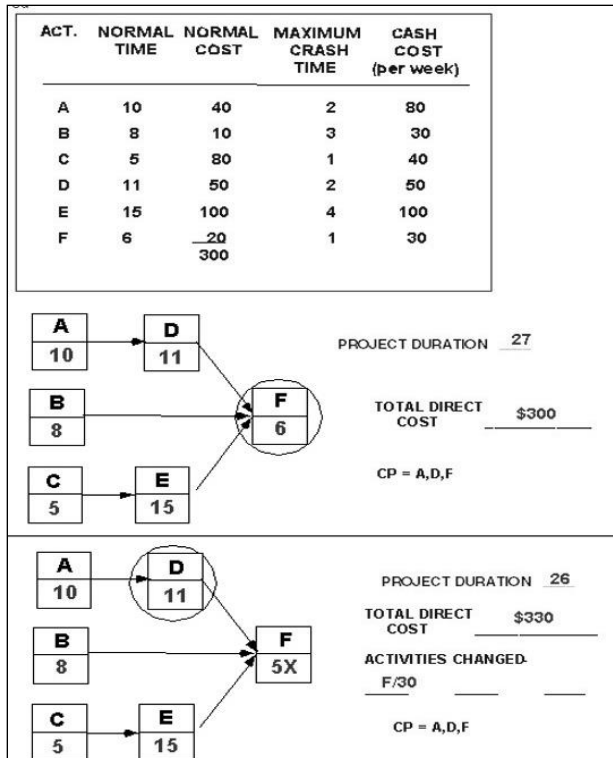 ACT. NORMAL TIME NORMAL COST MAXIMUM CRASH TIME CASH COST (per week)
A 10 40 2 80
B 8 10 3 30
C 5 80 1 40
D 11 50 2 50
E 15 100 4 100
F 6 20 1 30
300
A
10
D
11
PROJECT DURATION 27
B
8
F
6
TOTAL DIRECT COST $300
C
5
E
15
CP = A,D,F
A
10
D
11
PROJECT DURATION 26
TOTAL DIRECT COST $330
B
8
F
5X
ACTIVITIES CHANGED-
F/30
C
5
E
15
CP = A,D,F